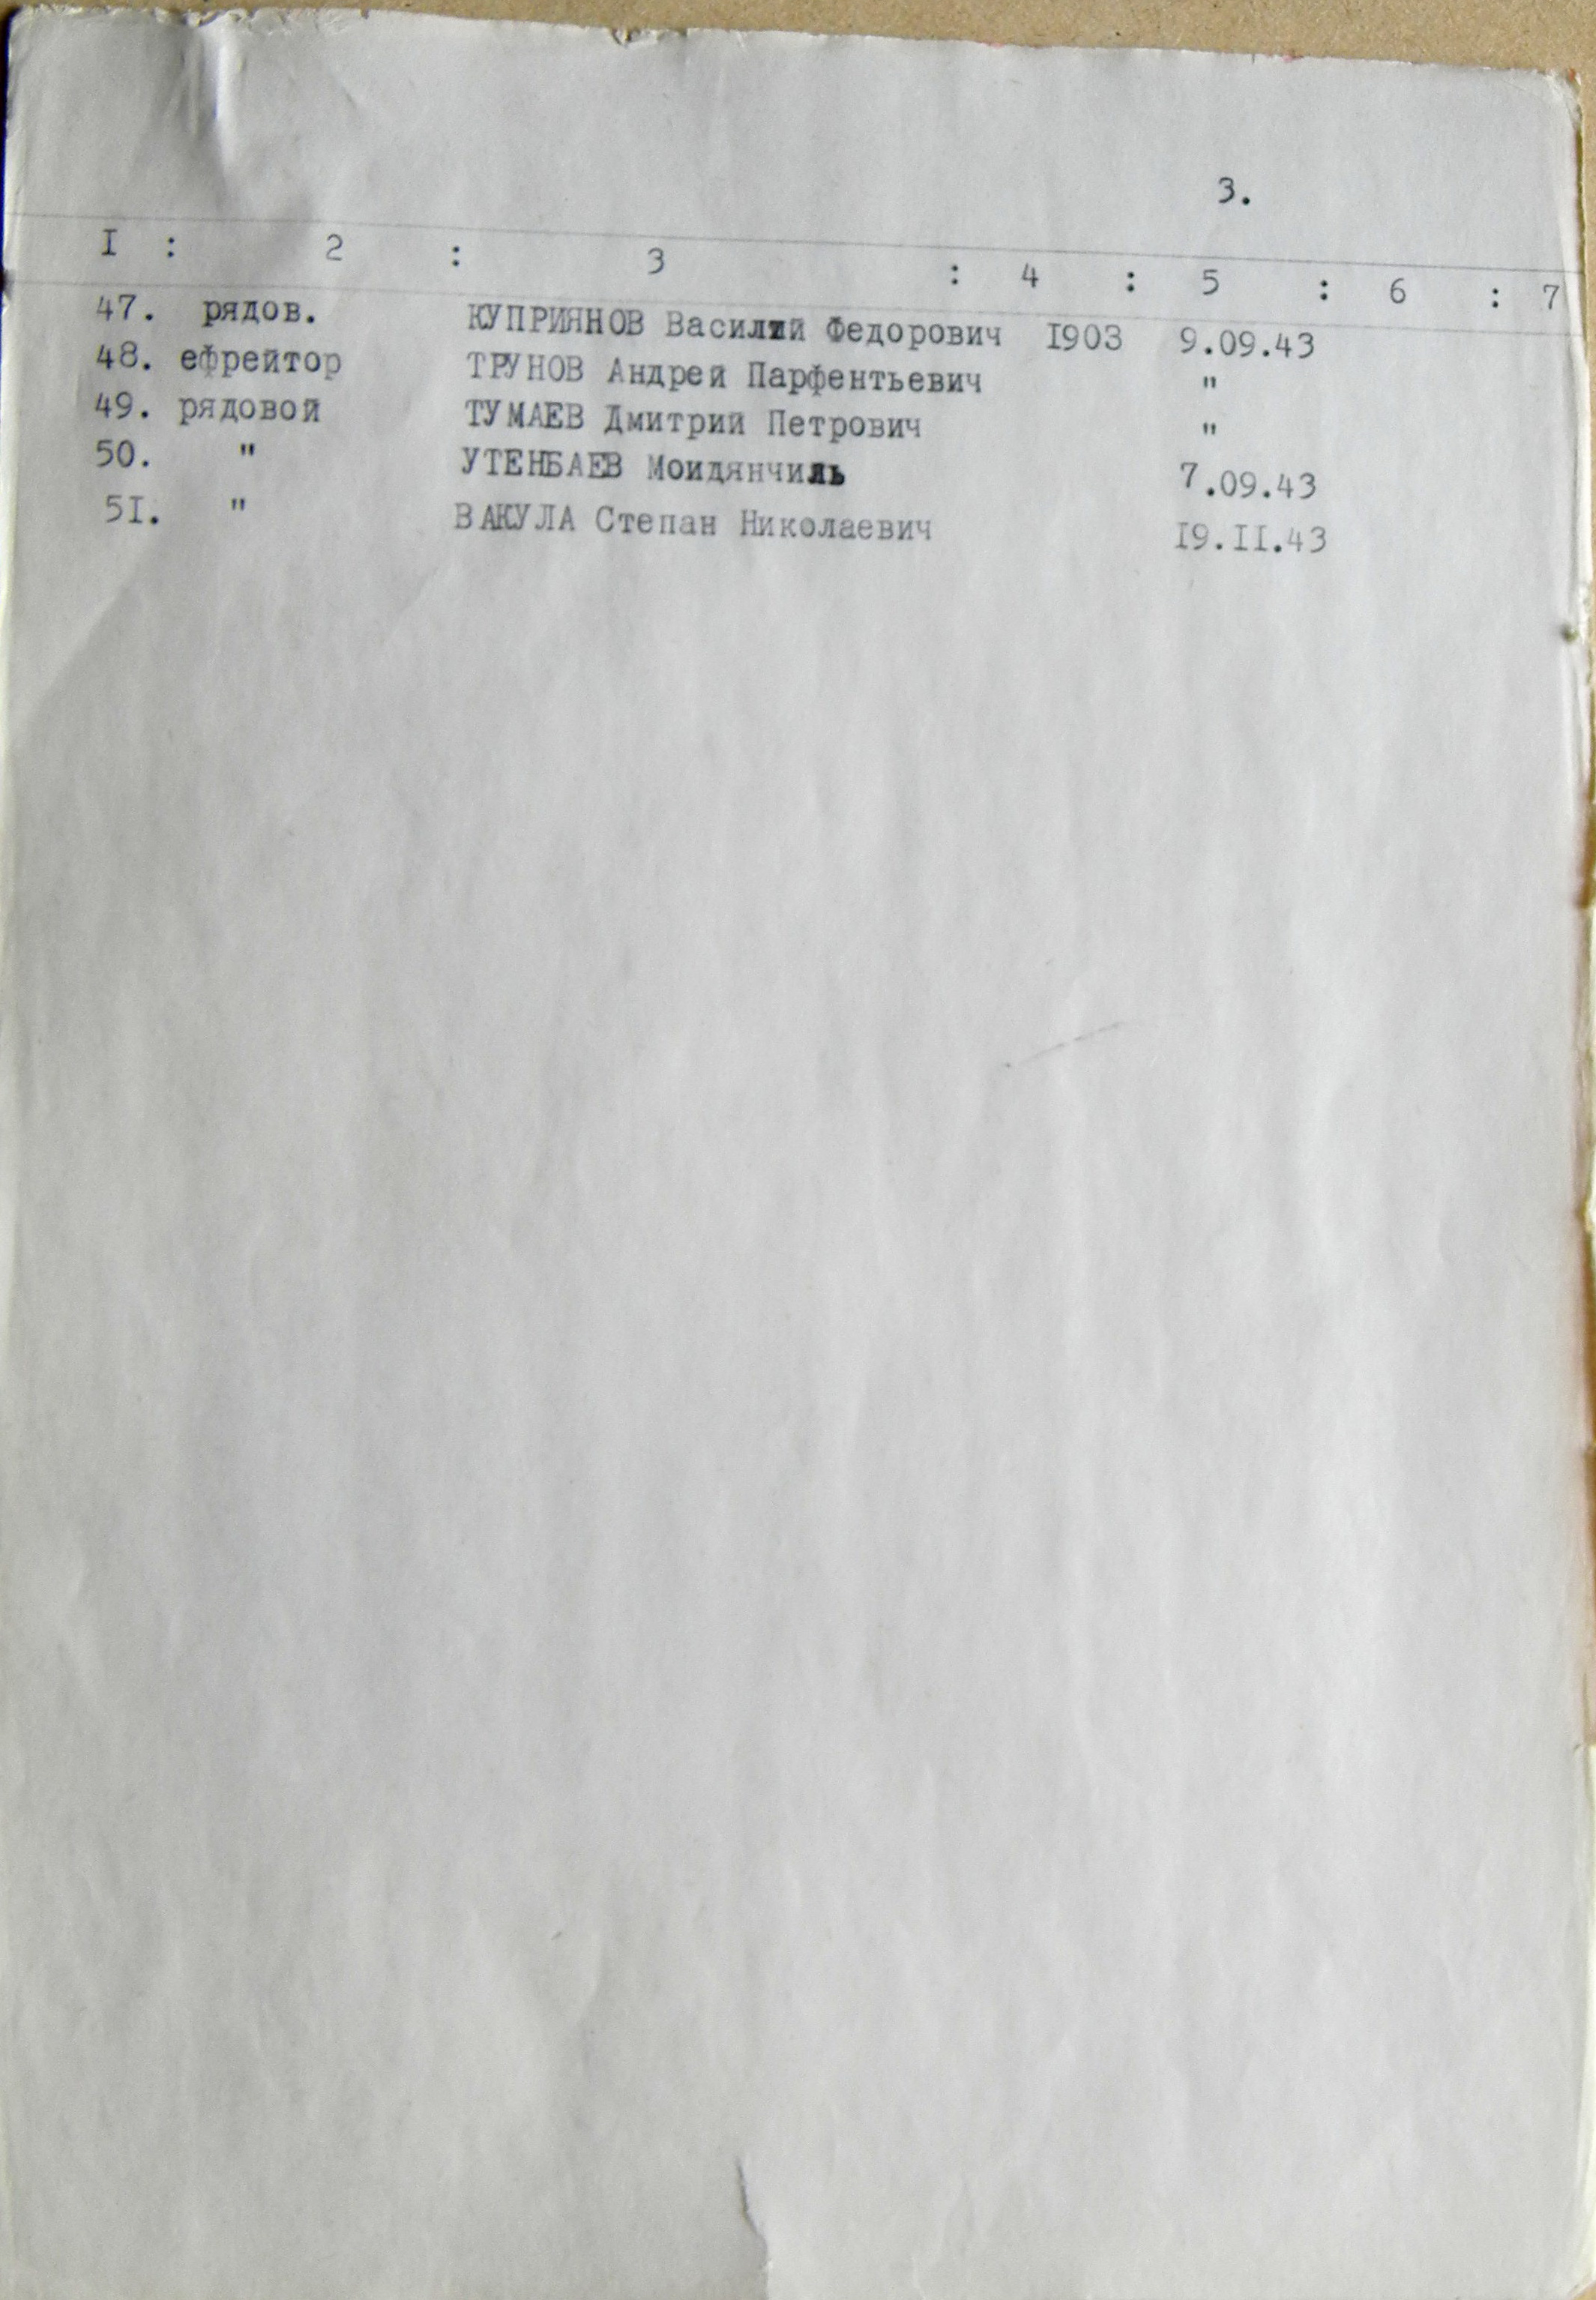 3.
I : 2 : 3 : 4 : 5 : 6 : 7
47. рядов. КУПРИЯНОВ Василий Федорович 1903 9.09.43
48. ефрейтор ТРУНОВ Андрей Парфентьевич "
49. рядовой ТУМАЕВ Дмитрий Петрович "
50. " УТЕНБАЕВ Моидянчиль 7.09.43
5I. " ВАКУЛА Степан Николаевич I9.II.43